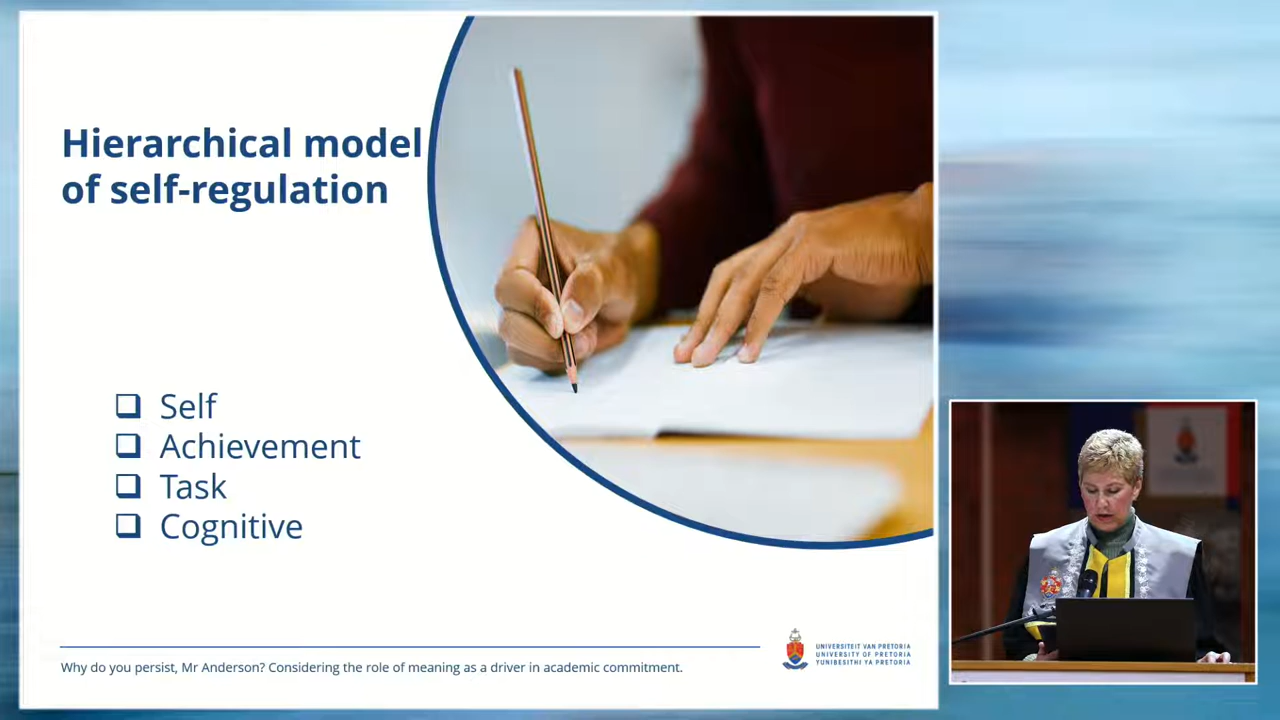 Hierarchical model
of self-regulation
❑ Self
❑ Achievement
❑ Task
❑ Cognitive
Why do you persist, Mr Anderson? Considering the role of meaning as a driver in academic commitment.
UNIVERSITEIT VAN PRETORIA
UNIVERSITY OF PRETORIA
YUNIBESITHI YA PRETORIA